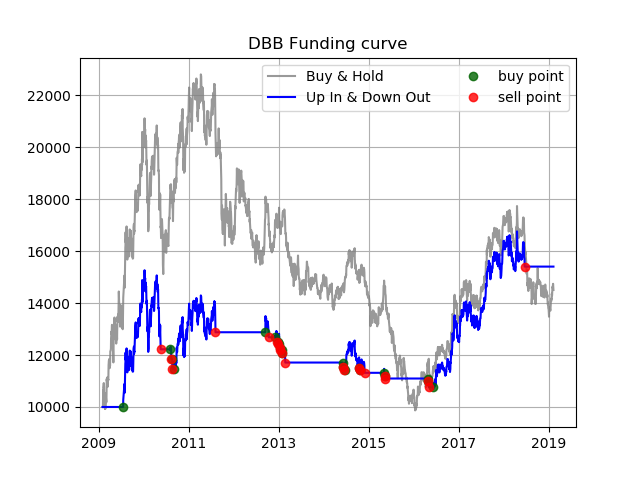 DBB Funding curve
Buy & Hold
Up In & Down Out
buy point
sell point
22000
20000
18000
16000
14000
12000
10000
2009 2011 2013 2015 2017 2019